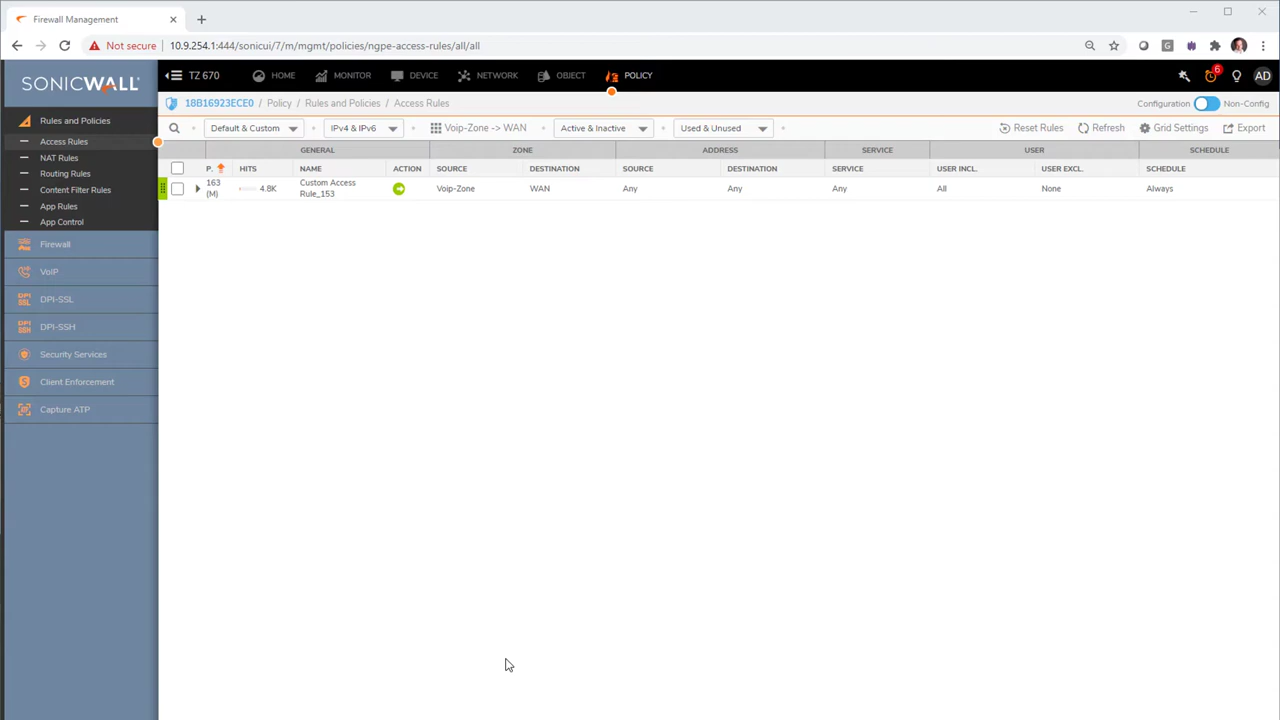 Firewall Management
Not secure 10.9.254.1:444/sonicui/7/m/mgmt/policies/ngpe-access-rules/all/all
SONICWALL
TZ 670 HOME MONITOR DEVICE NETWORK OBJECT POLICY 6 AD
18B16923ECE0 / Policy / Rules and Policies / Access Rules Configuration Non-Config
Default & Custom IPv4 & IPv6 Voip-Zone -> WAN Active & Inactive Used & Unused Reset Rules Refresh Grid Settings Export
GENERAL ZONE ADDRESS SERVICE USER SCHEDULE
P. HITS NAME ACTION SOURCE DESTINATION SOURCE DESTINATION SERVICE USER INCL. USER EXCL. SCHEDULE
163 (M) 4.8K Custom Access Rule_153 Voip-Zone WAN Any Any Any All None Always
Rules and Policies
Access Rules
NAT Rules
Routing Rules
Content Filter Rules
App Rules
App Control
Firewall
VoIP
DPI-SSL
DPI-SSH
Security Services
Client Enforcement
Capture ATP